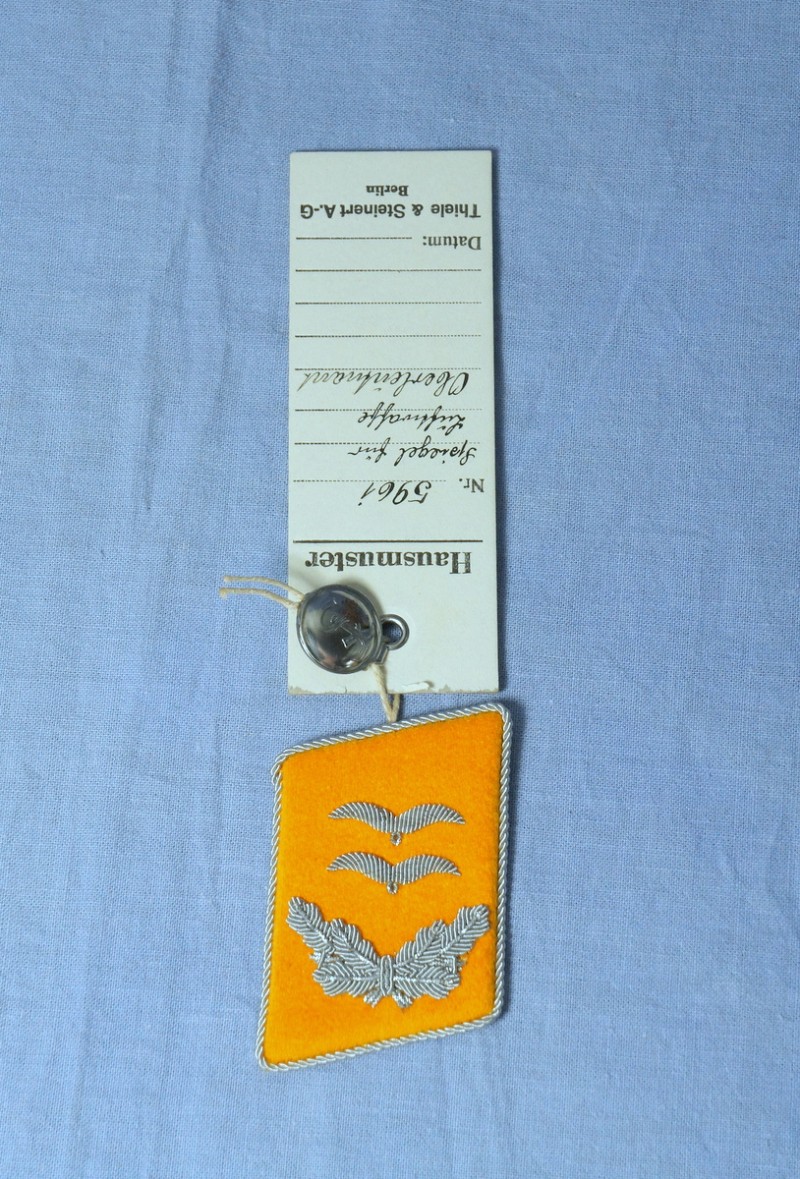 Hausmuster
Nr. 5961
Spiegel für
Luftwaffe
Oberleutnant
Datum:
Thiele & Steinert A.-G
Berlin